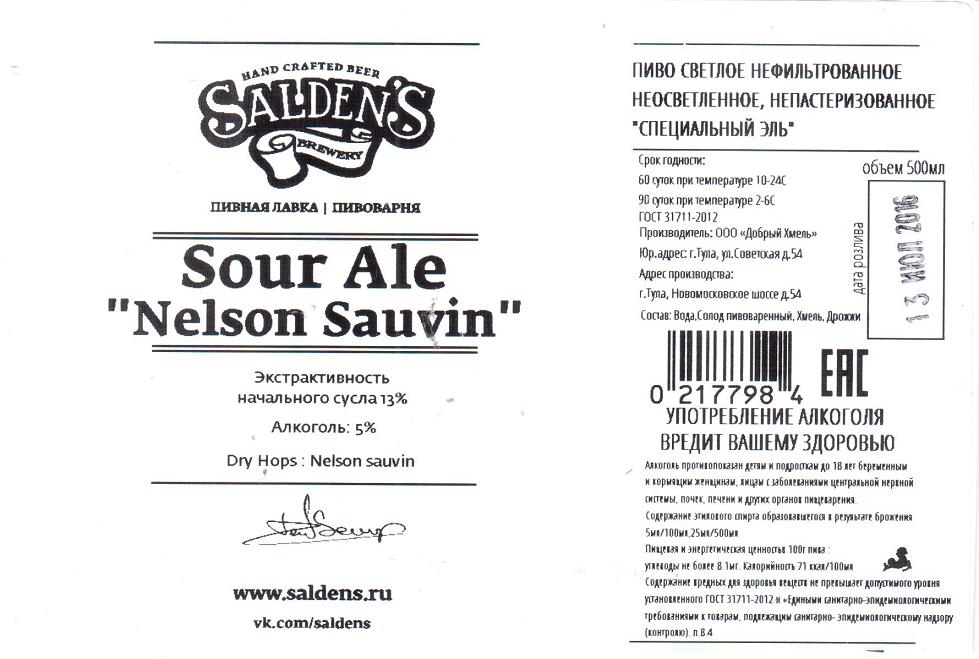 HAND CRAFTED BEER
SALDEN'S
BREWERY
ПИВНАЯ ЛАВКА | ПИВОВАРНЯ
Sour Ale
"Nelson Sauvin"
Экстрактивность
начального сусла 13%
Алкоголь: 5%
Dry Hops : Nelson sauvin
www.saldens.ru
vk.com/saldens
ПИВО СВЕТЛОЕ НЕФИЛЬТРОВАННОЕ
НЕОСВЕТЛЕННОЕ, НЕПАСТЕРИЗОВАННОЕ
"СПЕЦИАЛЬНЫЙ ЭЛЬ"
Срок годности:
60 суток при температуре 10-24С
90 суток при температуре 2-6С
ГОСТ 31711-2012
Производитель: ООО «Добрый Хмель»
Юр.адрес: г.Тула, ул.Советская д.54
Адрес производства:
г.Тула, Новомосковское шоссе д.54
Состав: Вода,Солод пивоваренный, Хмель, Дрожжи
объем 500мл
дата розлива
13 ИЮЛ 2016
0 217798 4
EAC
УПОТРЕБЛЕНИЕ АЛКОГОЛЯ
ВРЕДИТ ВАШЕМУ ЗДОРОВЬЮ
Алкоголь противопоказан детям и подросткам до 18 лет беременным
и кормящим женщинам, лицам с заболеваниями центральной нервной
системы, почек, печени и других органов пищеварения.
Содержание этилового спирта образовавшегося в результате брожения
5мл/100мл,25мл/500мл
Пищевая и энергетическая ценностью 100г пива :
углеводы не более 8.1мг. Калорийность 71 ккал/100мл
Содержание вредных для здоровья веществ не превышает допустимого уровня
установленного ГОСТ 31711-2012 и «Едиными санитарно-эпидемиологическими
требованиями к товарам, подлежащим санитарно- эпидемиологическому надзору
(контролю). п.8.4